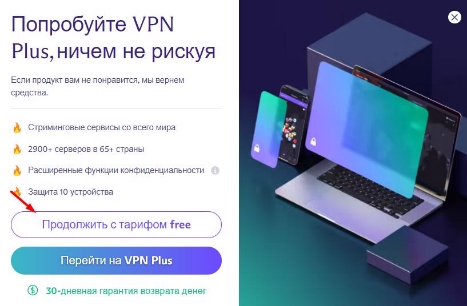 Попробуйте VPN
Plus, ничем не рискуя
Если продукт вам не понравится, мы вернем
средства.
Стриминговые сервисы со всего мира
2900+ серверов в 65+ страны
Расширенные функции конфиденциальности
Защита 10 устройства
Продолжить с тарифом free
Перейти на VPN Plus
30-дневная гарантия возврата денег